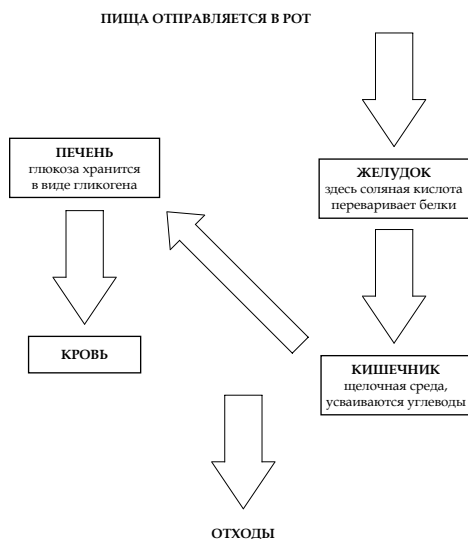 ПИЩА ОТПРАВЛЯЕТСЯ В РОТ
ПЕЧЕНЬ
глюкоза хранится
в виде гликогена
ЖЕЛУДОК
здесь соляная кислота
переваривает белки
КРОВЬ
КИШЕЧНИК
щелочная среда,
усваиваются углеводы
ОТХОДЫ